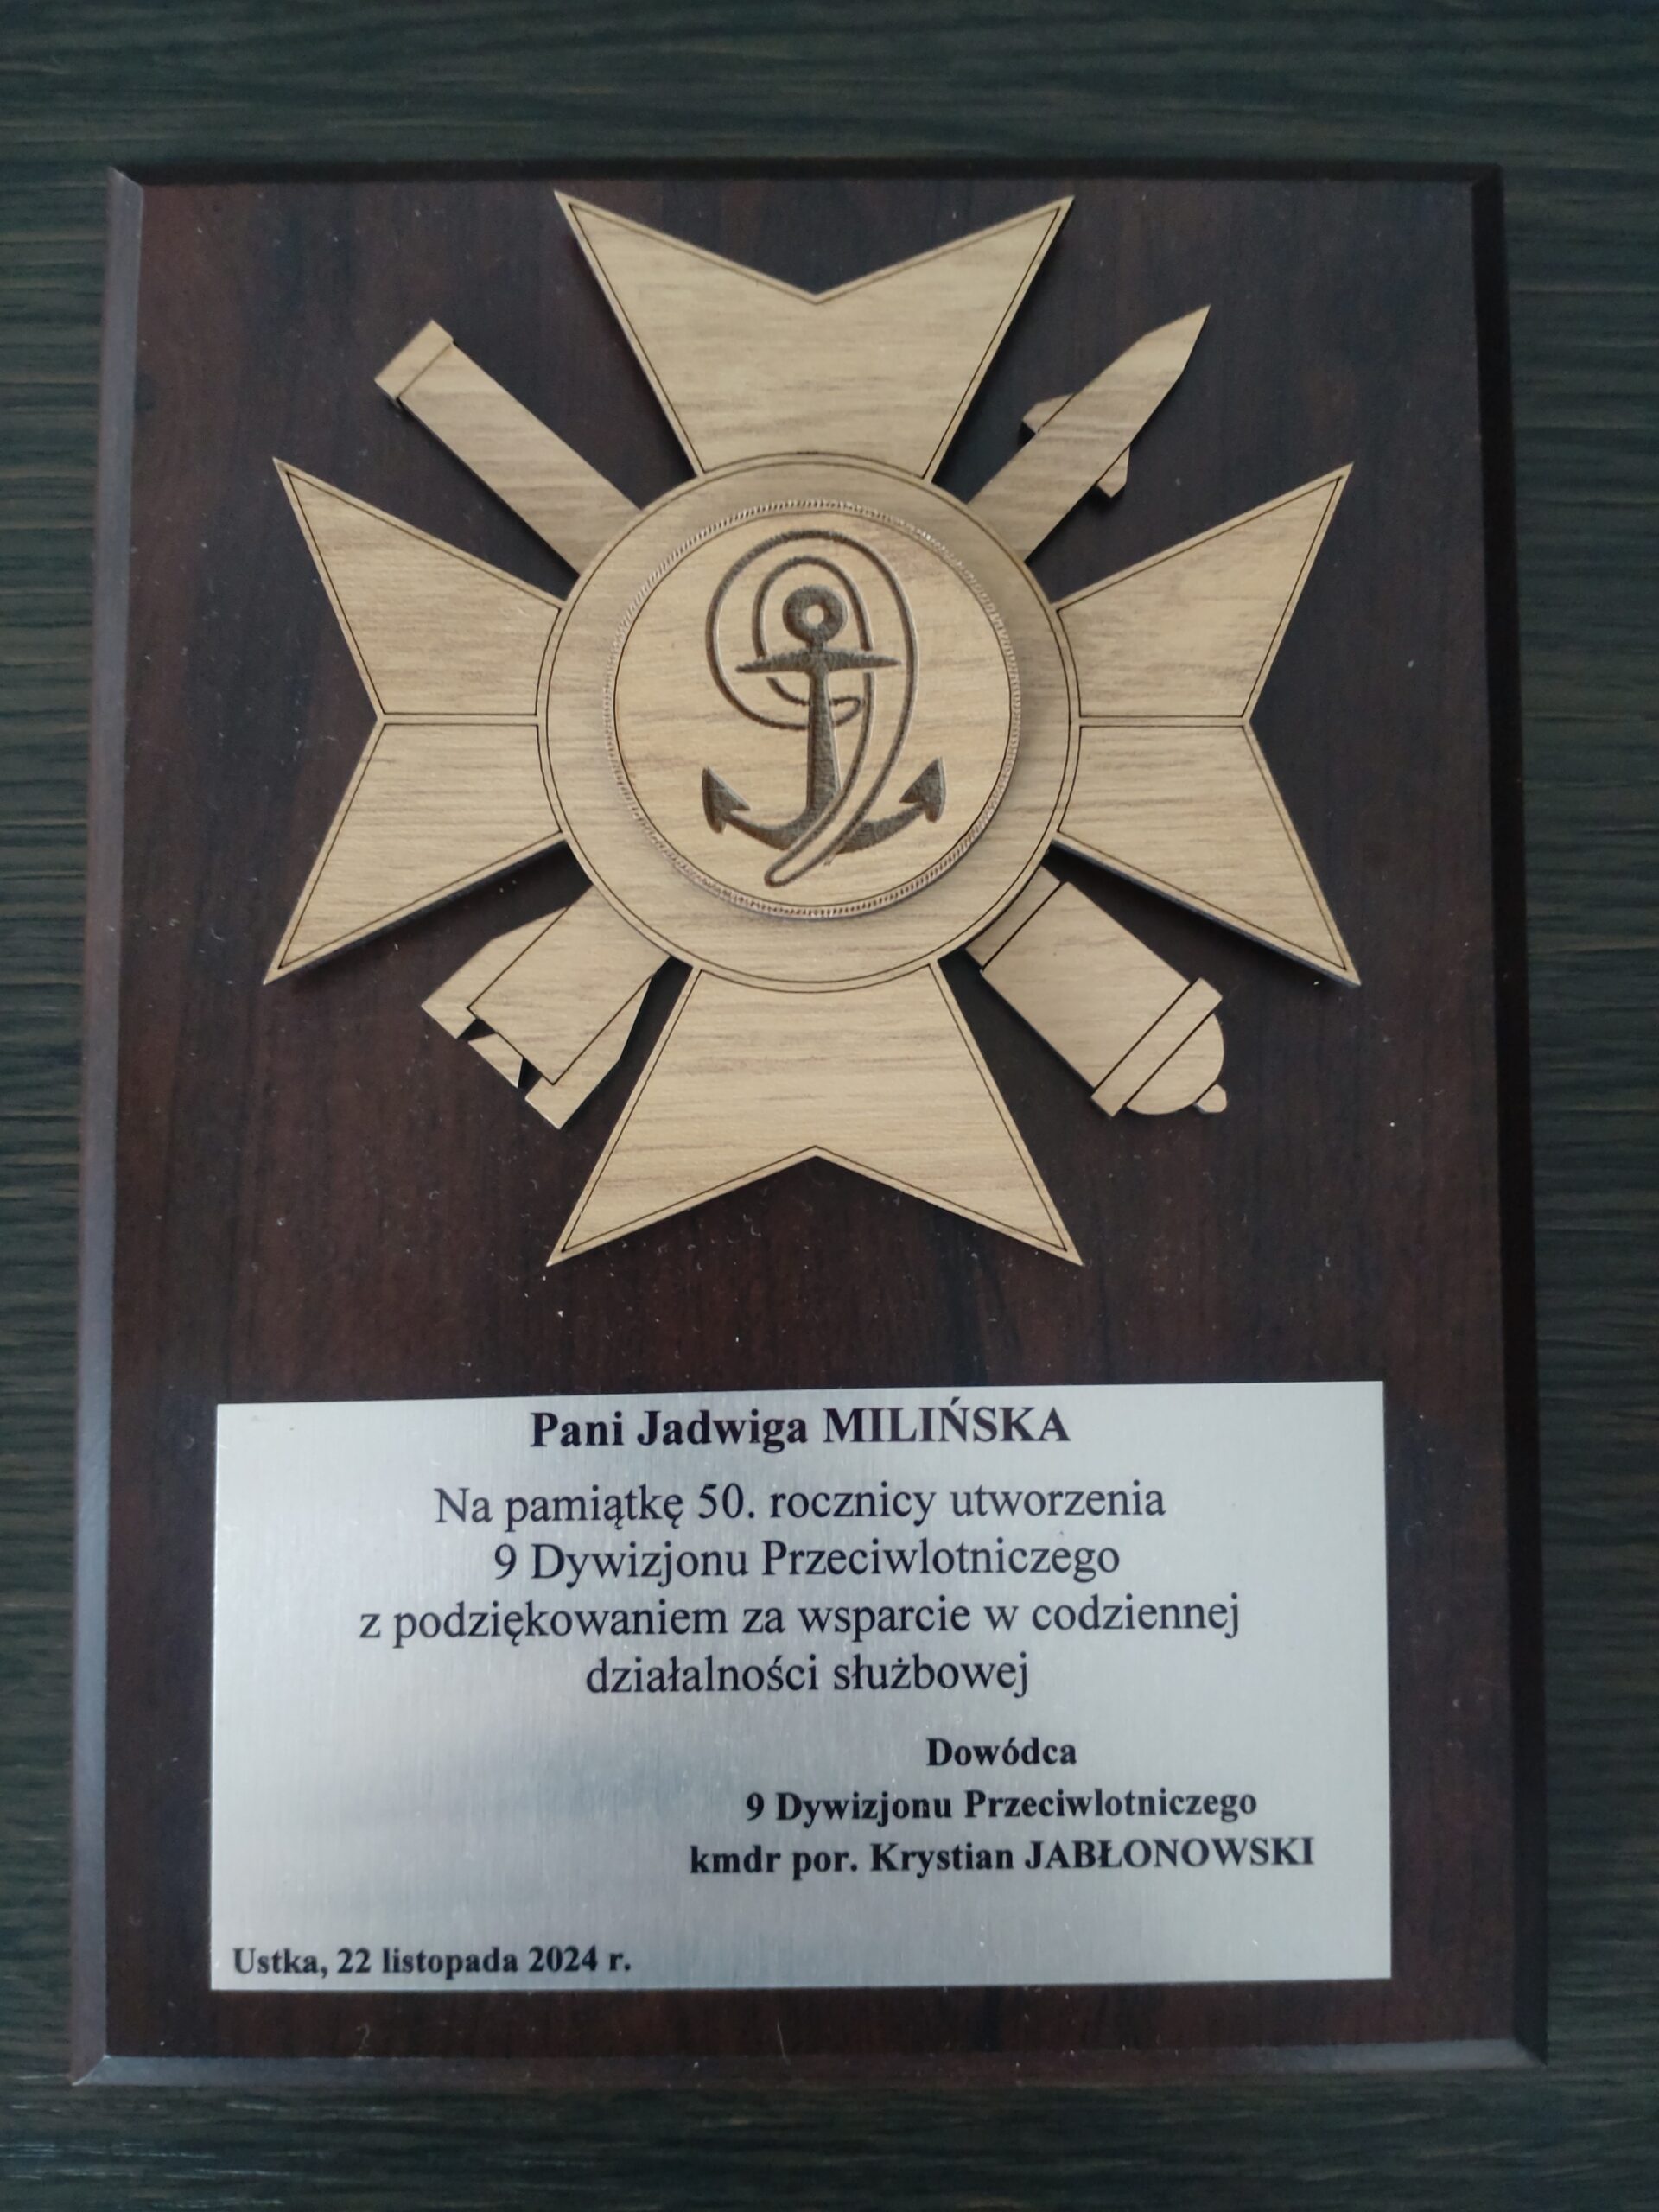 9
Pani Jadwiga MILIŃSKA
Na pamiątkę 50. rocznicy utworzenia
9 Dywizjonu Przeciwlotniczego
z podziękowaniem za wsparcie w codziennej
działalności służbowej
Dowódca
9 Dywizjonu Przeciwlotniczego
kmdr por. Krystian JABŁONOWSKI
Ustka, 22 listopada 2024 r.